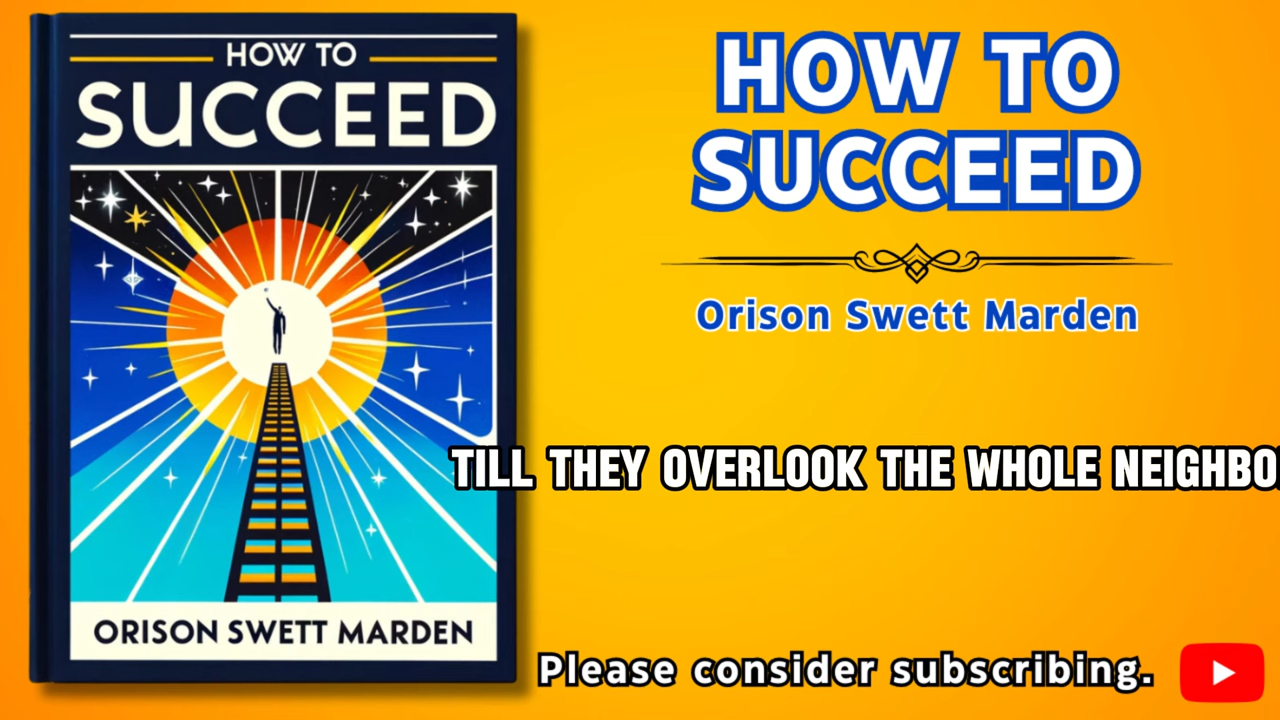 HOW TO
SUCCEED
ORISON SWETT MARDEN
HOW TO
SUCCEED
Orison Swett Marden
TILL THEY OVERLOOK THE WHOLE
Please consider subscribing.